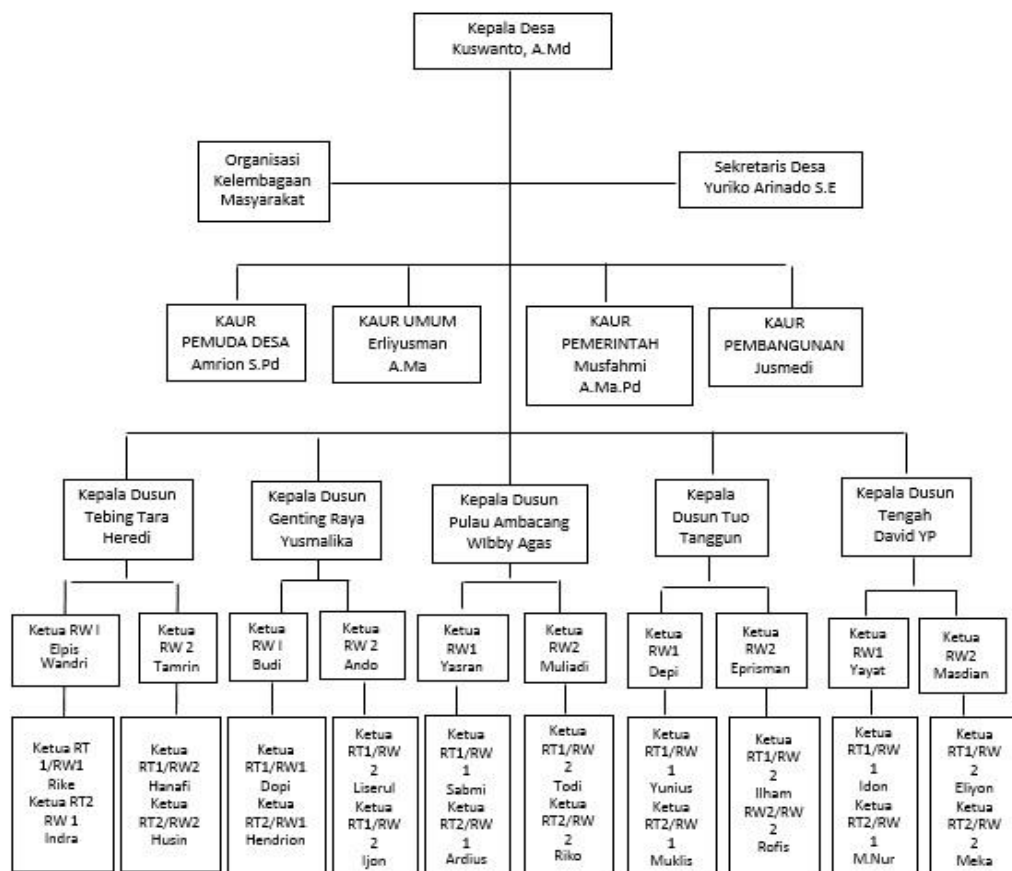 Kepala Desa
Kuswanto, A.Md
Organisasi
Kelembagaan
Masyarakat
Sekretaris Desa
Yuriko Arinado S.E
KAUR
PEMUDA DESA
Amrion S.Pd
KAUR UMUM
Erliyusman
A.Ma
KAUR
PEMERINTAH
Musfahmi
A.Ma.Pd
KAUR
PEMBANGUNAN
Jusmedi
Kepala Dusun
Tebing Tara
Heredi
Kepala Dusun
Genting Raya
Yusmalika
Kepala Dusun
Pulau Ambacang
WIbby Agas
Kepala
Dusun Tuo
Tanggun
Kepala Dusun
Tengah
David YP
Ketua RW I
Elpis
Wandri
Ketua
RW 2
Tamrin
Ketua
RW I
Budi
Ketua
RW 2
Ando
Ketua
RW1
Yasran
Ketua
RW2
Muliadi
Ketua
RW1
Depi
Ketua
RW2
Eprisman
Ketua
RW1
Yayat
Ketua
RW2
Masdian
Ketua RT
1/RW1
Rike
Ketua RT2
RW 1
Indra
Ketua
RT1/RW2
Hanafi
Ketua
RT2/RW2
Husin
Ketua
RT1/RW1
Dopi
Ketua
RT2/RW1
Hendrion
Ketua
RT1/RW
2
Liserul
Ketua
RT1/RW
2
Ijon
Ketua
RT1/RW
1
Sabmi
Ketua
RT2/RW
1
Ardius
Ketua
RT1/RW
2
Todi
Ketua
RT2/RW
2
Riko
Ketua
RT1/RW
1
Yunius
Ketua
RT2/RW
1
Muklis
Ketua
RT1/RW
2
Ilham
RW2/RW
2
Rofis
Ketua
RT1/RW
1
Idon
Ketua
RT2/RW
1
M.Nur
Ketua
RT1/RW
2
Eliyon
Ketua
RT2/RW
2
Meka